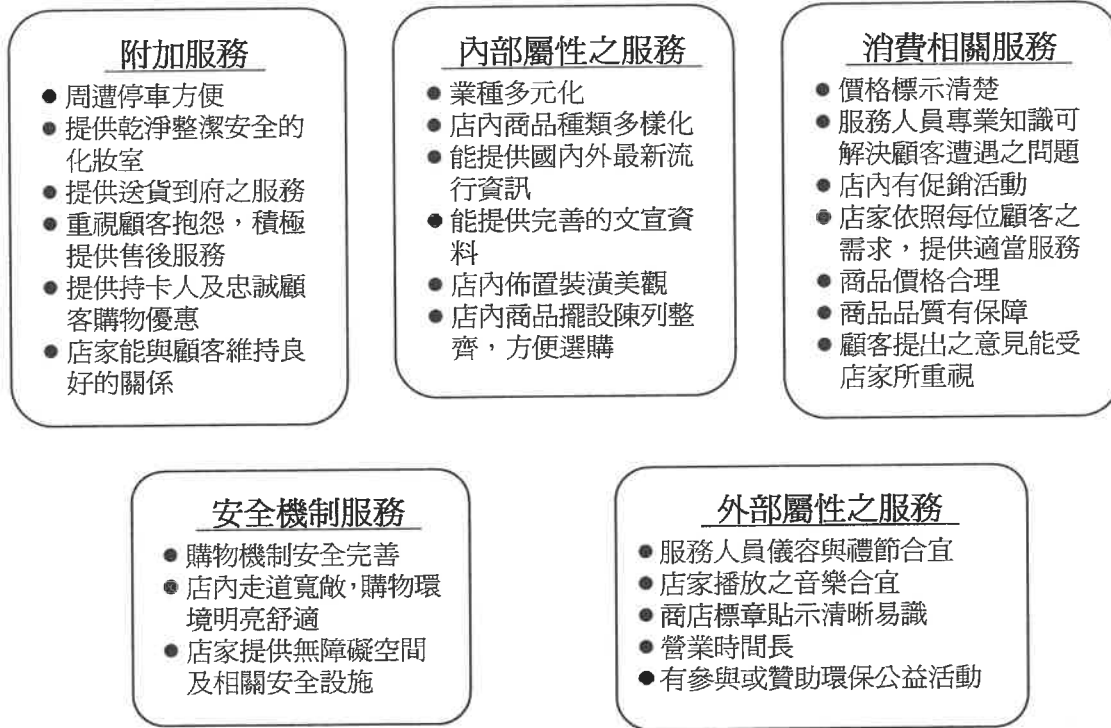 附加服務
● 周遭停車方便
● 提供乾淨整潔安全的
化妝室
● 提供送貨到府之服務
● 重視顧客抱怨，積極
提供售後服務
● 提供持卡人及忠誠顧
客購物優惠
● 店家能與顧客維持良
好的關係
內部屬性之服務
● 業種多元化
● 店內商品種類多樣化
● 能提供國內外最新流
行資訊
● 能提供完善的文宣資
料
● 店內佈置裝潢美觀
● 店內商品擺設陳列整
齊，方便選購
消費相關服務
● 價格標示清楚
● 服務人員專業知識可
解決顧客遭遇之問題
● 店內有促銷活動
● 店家依照每位顧客之
需求，提供適當服務
● 商品價格合理
● 商品品質有保障
● 顧客提出之意見能受
店家所重視
安全機制服務
● 購物機制安全完善
● 店內走道寬敞，購物環
境明亮舒適
● 店家提供無障礙空間
及相關安全設施
外部屬性之服務
● 服務人員儀容與禮節合宜
● 店家播放之音樂合宜
● 商店標章貼示清晰易識
● 營業時間長
● 有參與或贊助環保公益活動